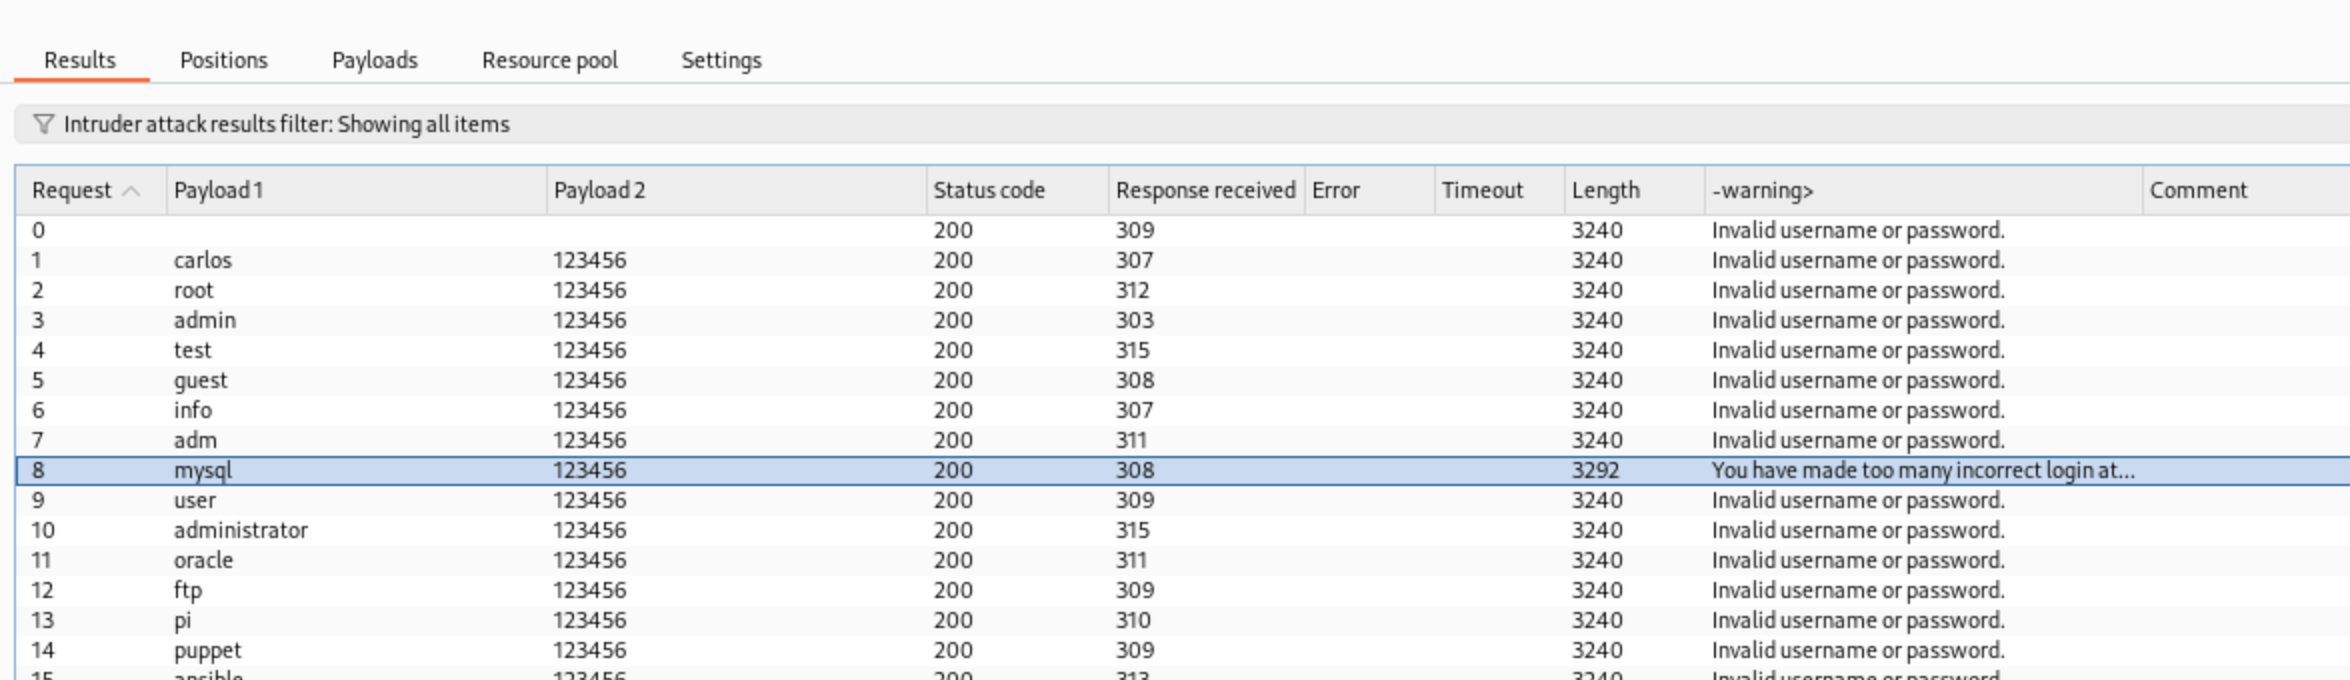 Results Positions Payloads Resource pool Settings
Intruder attack results filter: Showing all items
Request Payload 1 Payload 2 Status code Response received Error Timeout Length -warning> Comment
0 200 309 3240 Invalid username or password.
1 carlos 123456 200 307 3240 Invalid username or password.
2 root 123456 200 312 3240 Invalid username or password.
3 admin 123456 200 303 3240 Invalid username or password.
4 test 123456 200 315 3240 Invalid username or password.
5 guest 123456 200 308 3240 Invalid username or password.
6 info 123456 200 307 3240 Invalid username or password.
7 adm 123456 200 311 3240 Invalid username or password.
8 mysql 123456 200 308 3292 You have made too many incorrect login at...
9 user 123456 200 309 3240 Invalid username or password.
10 administrator 123456 200 315 3240 Invalid username or password.
11 oracle 123456 200 311 3240 Invalid username or password.
12 ftp 123456 200 309 3240 Invalid username or password.
13 pi 123456 200 310 3240 Invalid username or password.
14 puppet 123456 200 309 3240 Invalid username or password.
15 ansible 123456 200 313 3240 Invalid username or password.